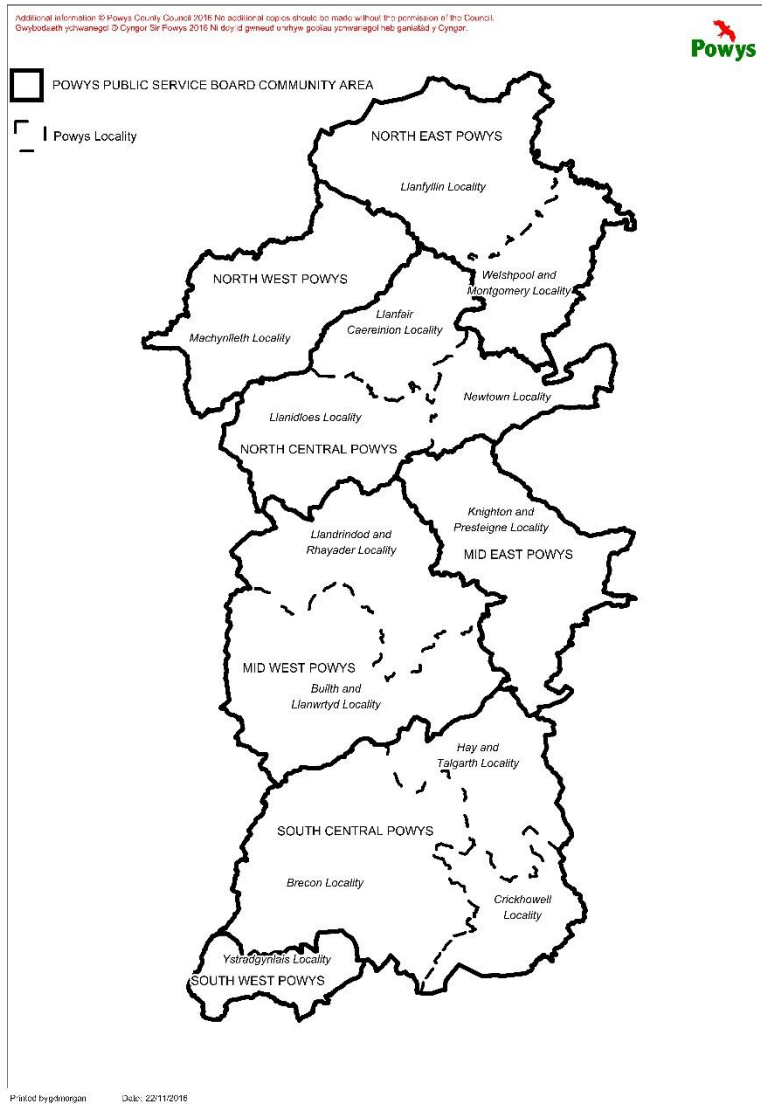 Additional information © Powys County Council 2016 No additional copies should be made without the permission of the Council.
Gwybodaeth ychwanegol © Cyngor Sir Powys 2016 Ni ddylid gwneud unrhyw gopïau ychwanegol heb ganiatâd y Cyngor.
Powys
POWYS PUBLIC SERVICE BOARD COMMUNITY AREA
Powys Locality
NORTH EAST POWYS
Llanfyllin Locality
Welshpool and
Montgomery Locality
NORTH WEST POWYS
Machynlleth Locality
Llanfair
Caereinion Locality
Newtown Locality
Llanidloes Locality
NORTH CENTRAL POWYS
Knighton and
Presteigne Locality
MID EAST POWYS
Llandrindod and
Rhayader Locality
MID WEST POWYS
Builth and
Llanwrtyd Locality
Hay and
Talgarth Locality
SOUTH CENTRAL POWYS
Brecon Locality
Crickhowell
Locality
Ystradgynlais Locality
SOUTH WEST POWYS
Printed by gdmorgan Date: 22/11/2016